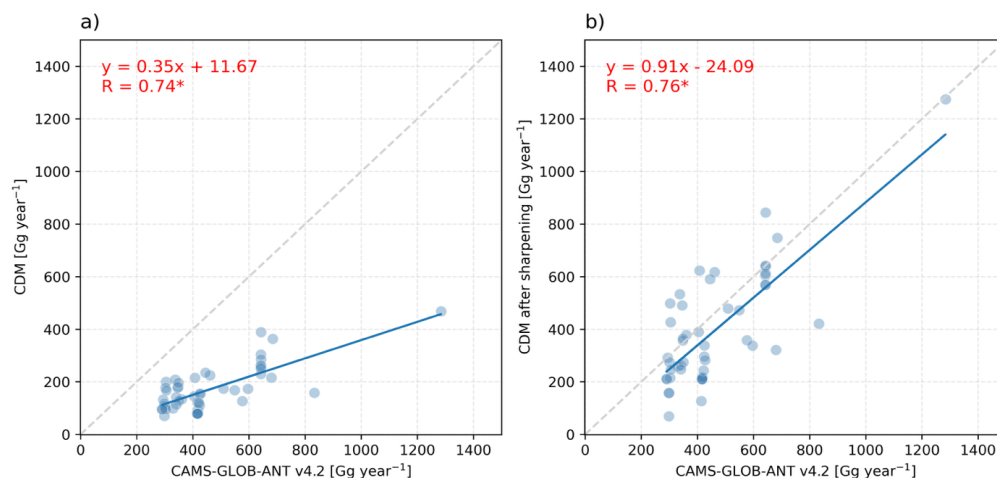 a)
y = 0.35x + 11.67
R = 0.74*
CDM [Gg year⁻¹]
1400
1200
1000
800
600
400
200
0
0 200 400 600 800 1000 1200 1400
CAMS-GLOB-ANT v4.2 [Gg year⁻¹]
b)
y = 0.91x - 24.09
R = 0.76*
CDM after sharpening [Gg year⁻¹]
1400
1200
1000
800
600
400
200
0
0 200 400 600 800 1000 1200 1400
CAMS-GLOB-ANT v4.2 [Gg year⁻¹]